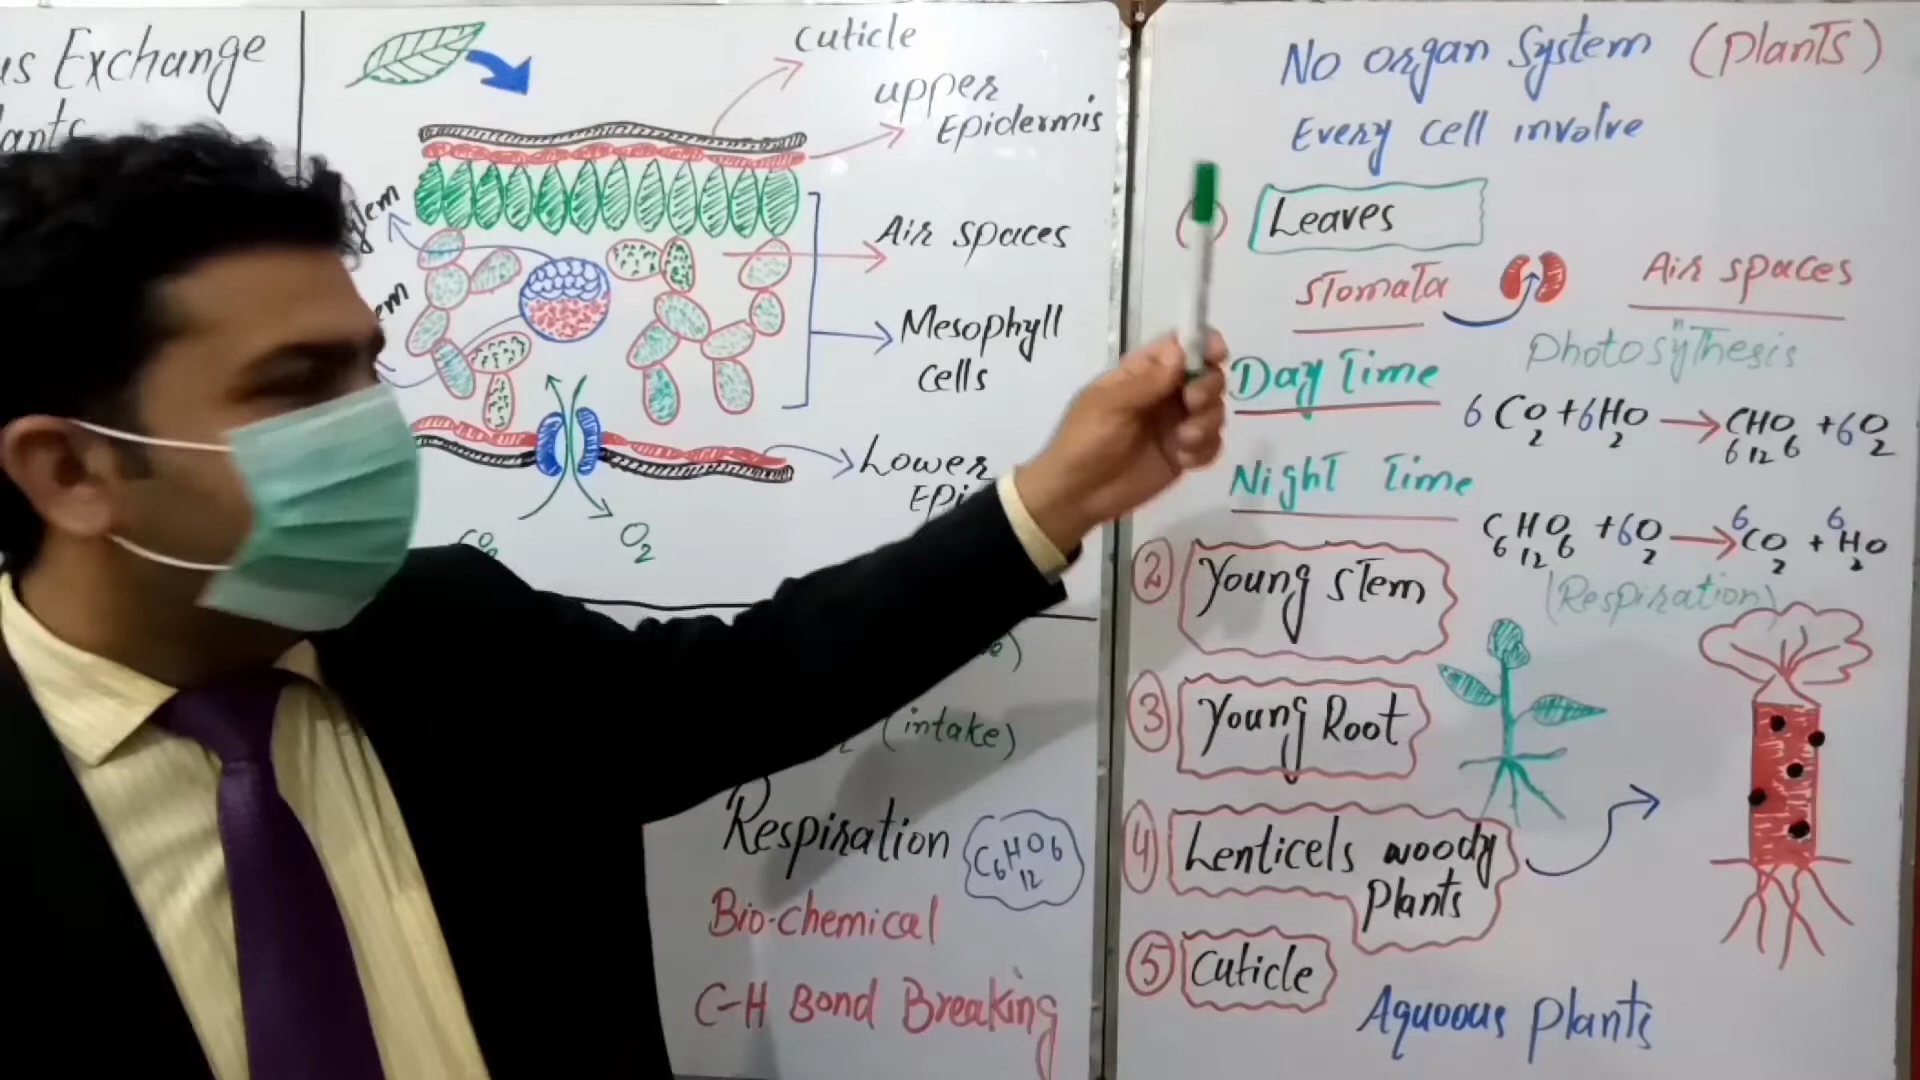 Exchange
Cuticle
upper
Epidermis
Air spaces
Mesophyll
cells
Lower
O2
(intake)
Respiration C6H12O6
Bio-chemical
C-H Bond Breaking
No organ System (plants)
Every cell involve
Leaves
Stomata Air spaces
Photosynthesis
Day Time
6CO2+6H2O → C6H12O6 +6O2
Night Time
C6H12O6 +6O2 → 6CO2 + 6H2O
(Respiration)
② Young stem
③ Young Root
④ Lenticels woody
plants
⑤ Cuticle
Aquoous plants